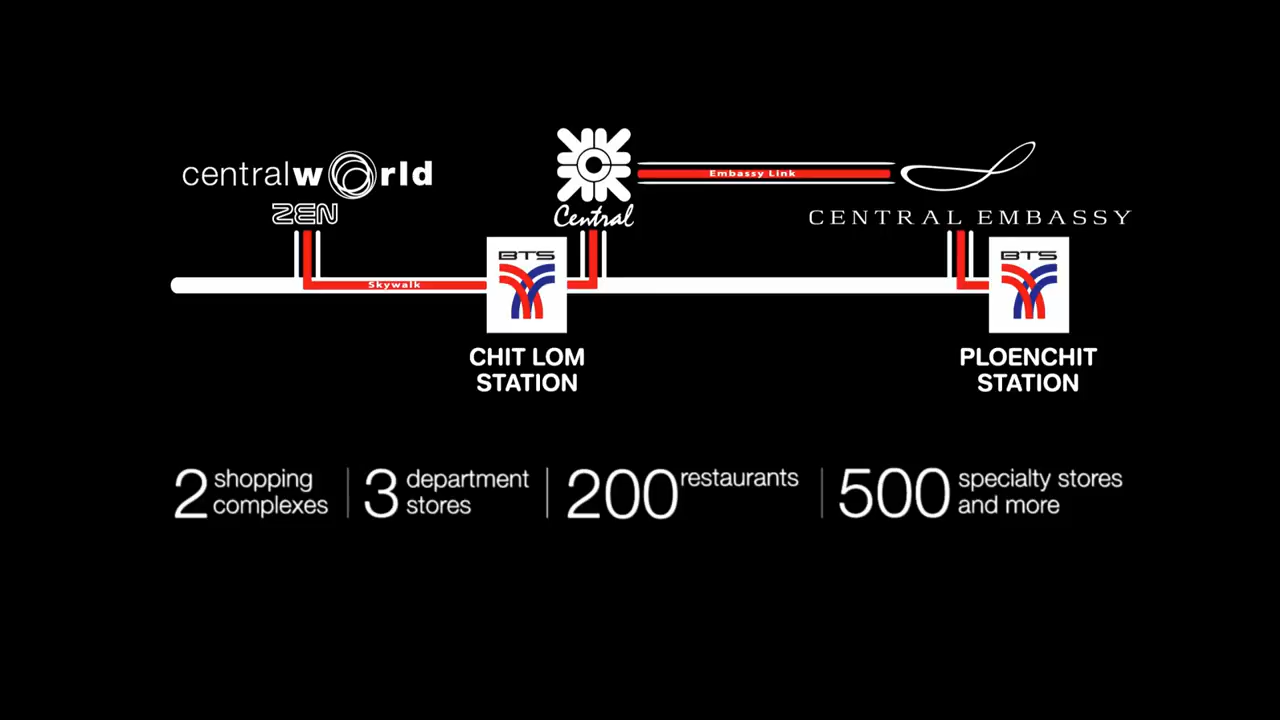 centralworld
ZEN
Central
Embassy Link
CENTRAL EMBASSY
BTS
BTS
Skywalk
CHIT LOM
STATION
PLOENCHIT
STATION
2 shopping
complexes
3 department
stores
200 restaurants
500 specialty stores
and more